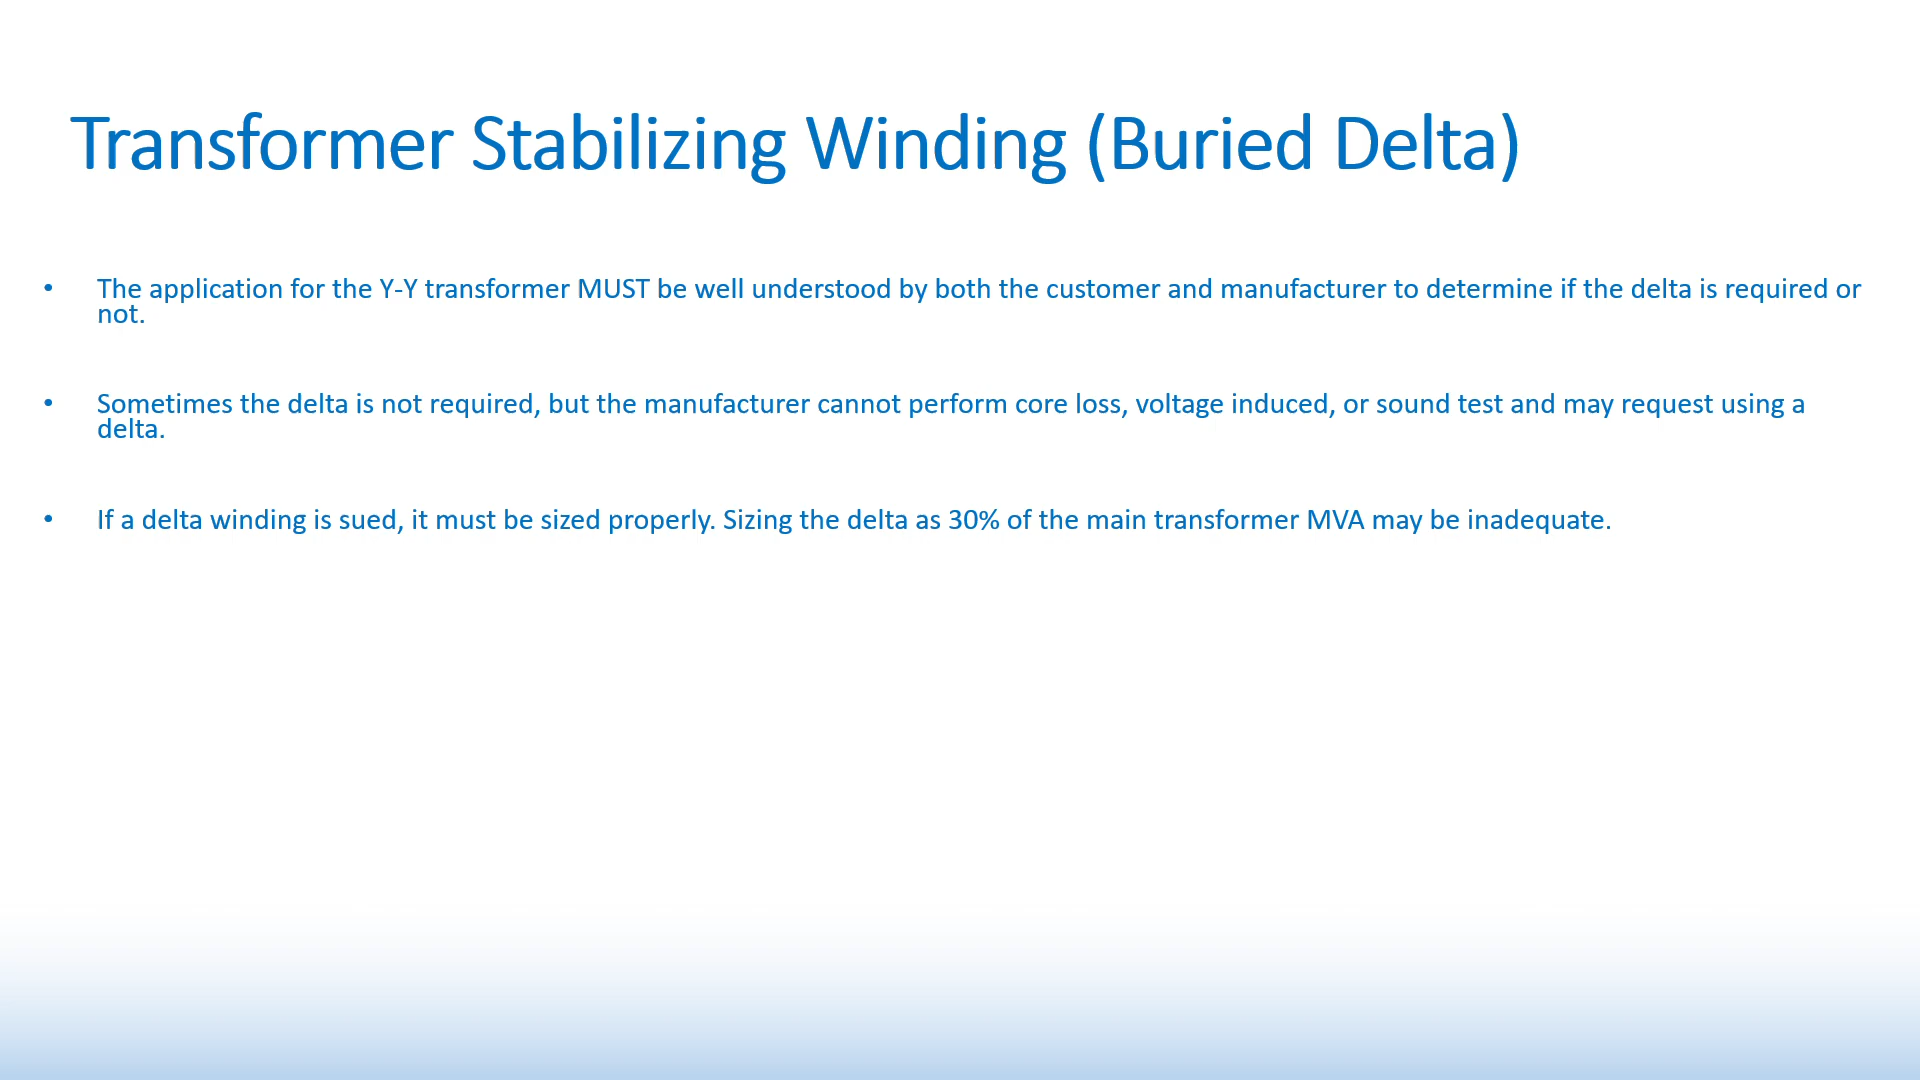 Transformer Stabilizing Winding (Buried Delta)
• The application for the Y-Y transformer MUST be well understood by both the customer and manufacturer to determine if the delta is required or
not.
• Sometimes the delta is not required, but the manufacturer cannot perform core loss, voltage induced, or sound test and may request using a
delta.
• If a delta winding is sued, it must be sized properly. Sizing the delta as 30% of the main transformer MVA may be inadequate.